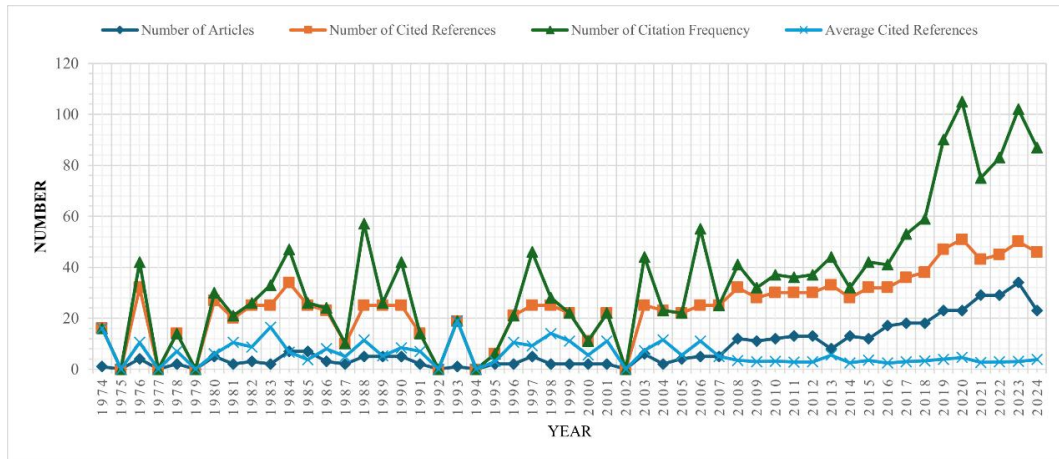 Number of Articles Number of Cited References Number of Citation Frequency Average Cited References
120
100
80
60
40
20
0
NUMBER
1974 1975 1976 1977 1978 1979 1980 1981 1982 1983 1984 1985 1986 1987 1988 1989 1990 1991 1992 1993 1994 1995 1996 1997 1998 1999 2000 2001 2002 2003 2004 2005 2006 2007 2008 2009 2010 2011 2012 2013 2014 2015 2016 2017 2018 2019 2020 2021 2022 2023 2024
YEAR